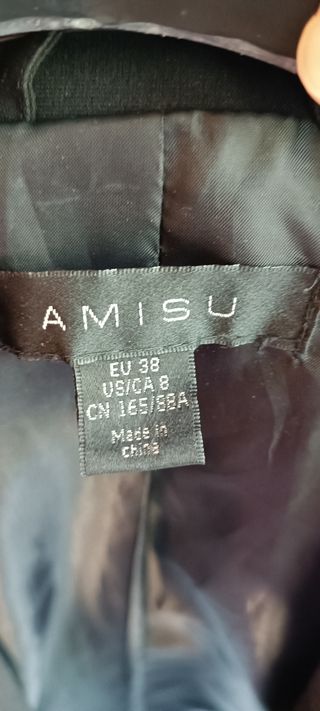 AMISU
EU 38
US/CA 8
CN 165/88A
Made in
china